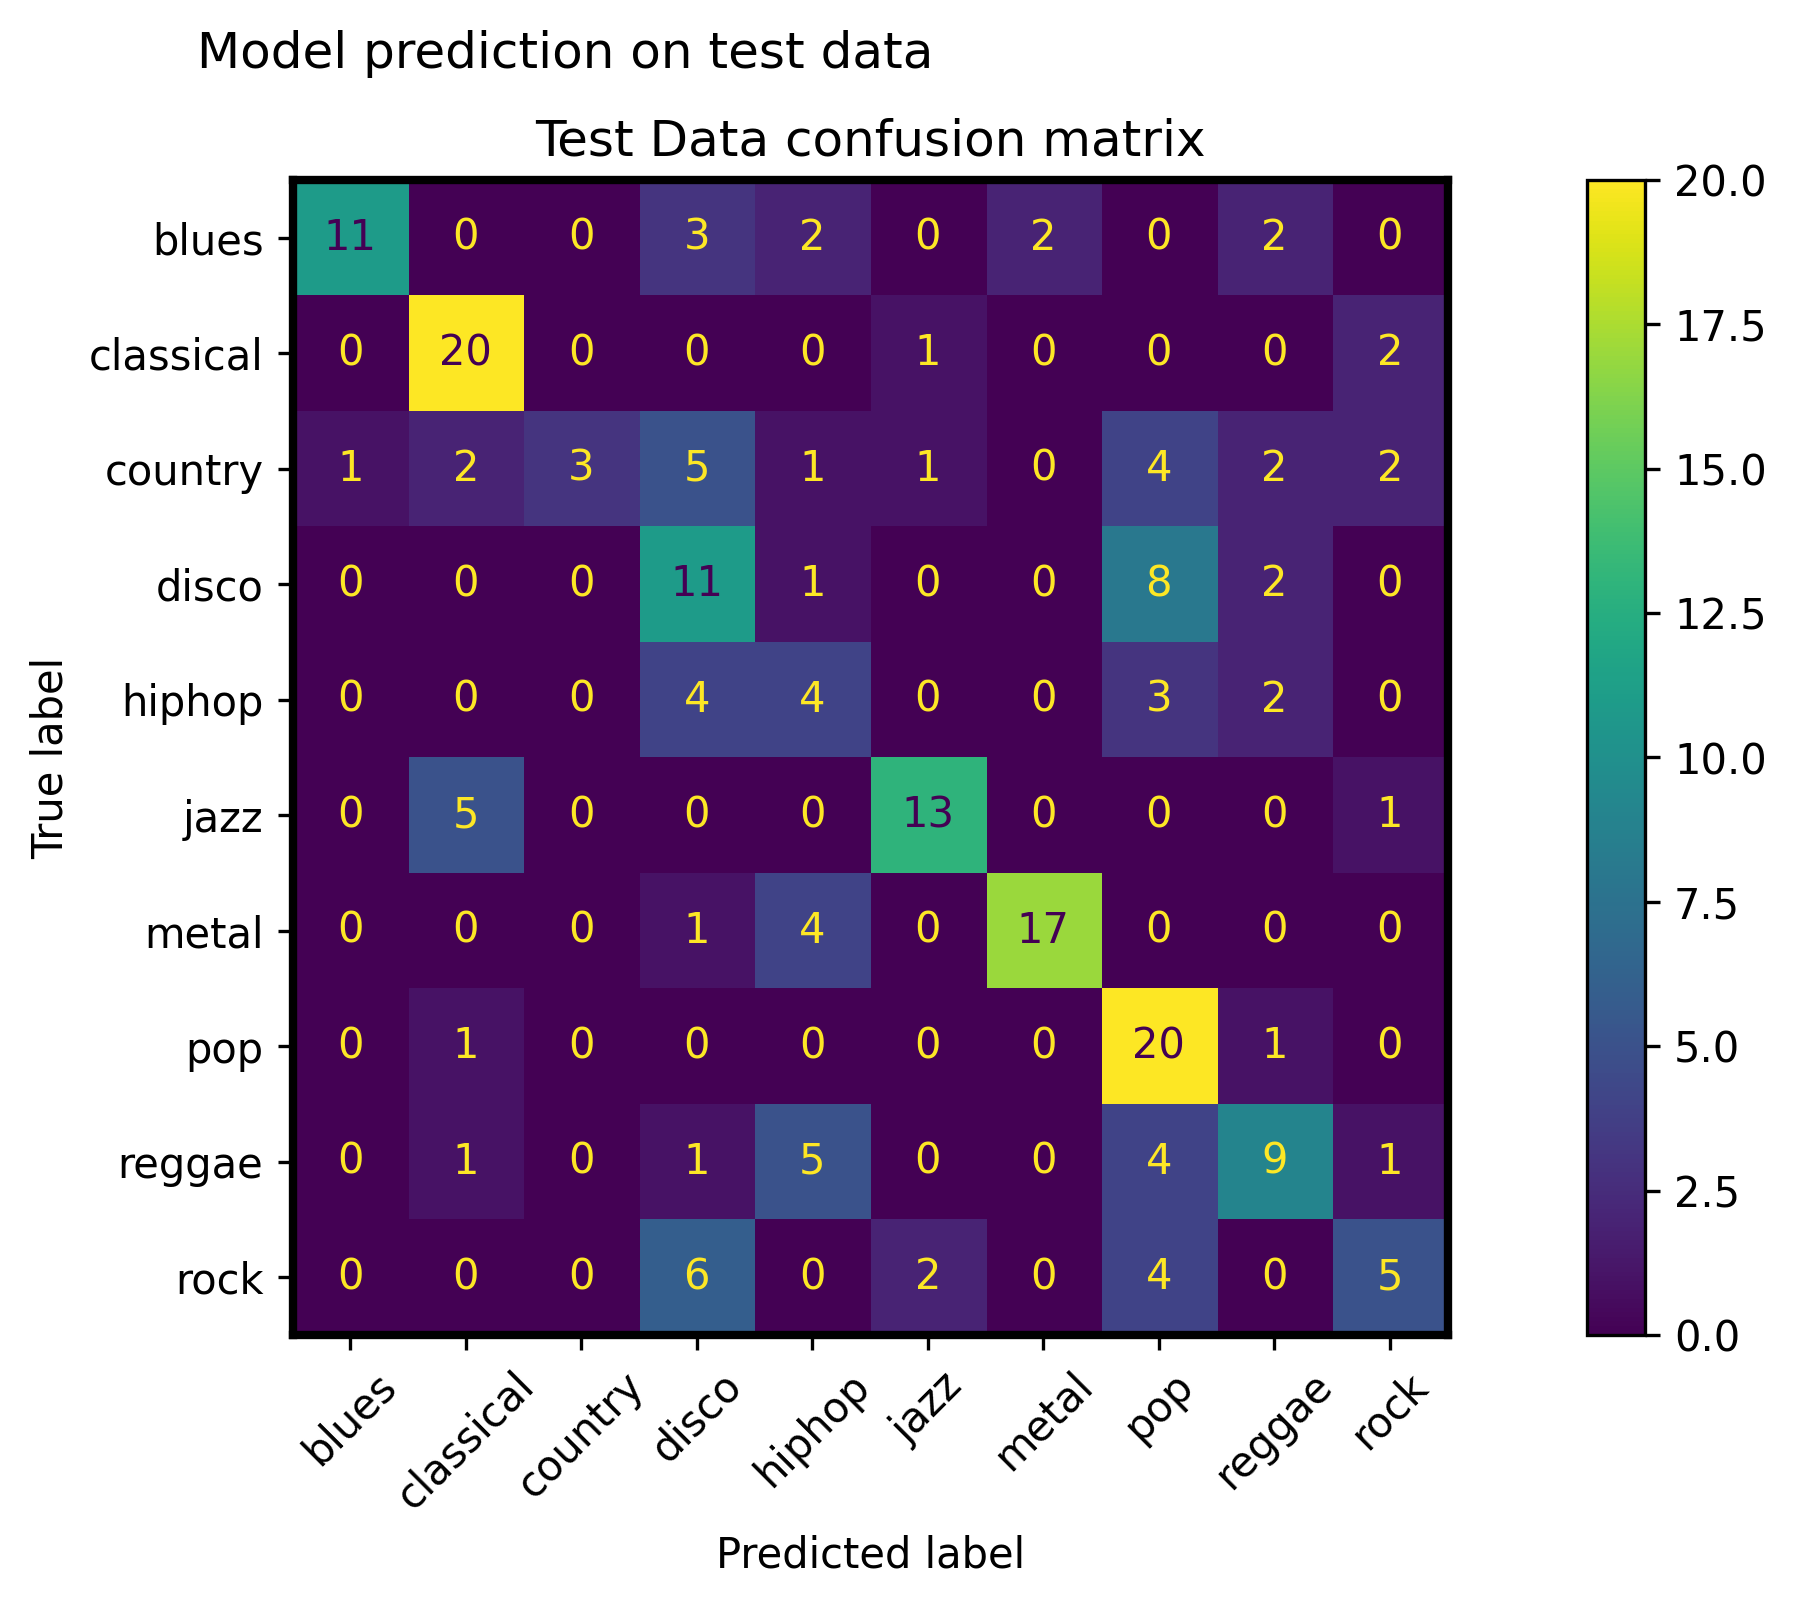 Model prediction on test data
Test Data confusion matrix
blues 11 0 0 3 2 0 2 0 2 0
classical 0 20 0 0 0 1 0 0 0 2
country 1 2 3 5 1 1 0 4 2 2
disco 0 0 0 11 1 0 0 8 2 0
hiphop 0 0 0 4 4 0 0 3 2 0
jazz 0 5 0 0 0 13 0 0 0 1
metal 0 0 0 1 4 0 17 0 0 0
pop 0 1 0 0 0 0 0 20 1 0
reggae 0 1 0 1 5 0 0 4 9 1
rock 0 0 0 6 0 2 0 4 0 5
blues classical country disco hiphop jazz metal pop reggae rock
Predicted label
True label
20.0
17.5
15.0
12.5
10.0
7.5
5.0
2.5
0.0